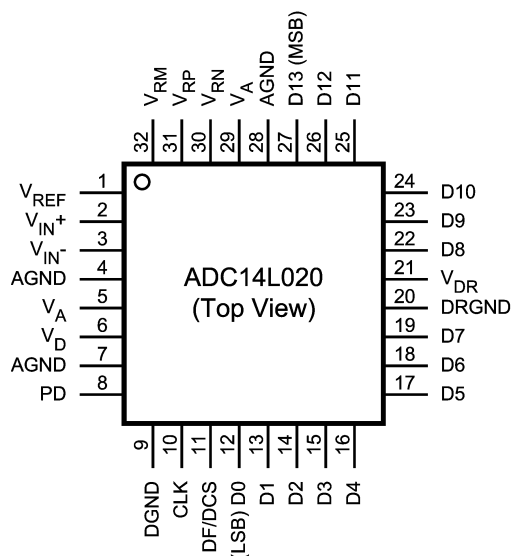 VRM
VRP
VRN
VA
AGND
D13 (MSB)
D12
D11
32
31
30
29
28
27
26
25
VREF 1
VIN+ 2
VIN- 3
AGND 4
VA 5
VD 6
AGND 7
PD 8
ADC14L020
(Top View)
24 D10
23 D9
22 D8
21 VDR
20 DRGND
19 D7
18 D6
17 D5
9
10
11
12
13
14
15
16
DGND
CLK
DF/DCS
(LSB) D0
D1
D2
D3
D4